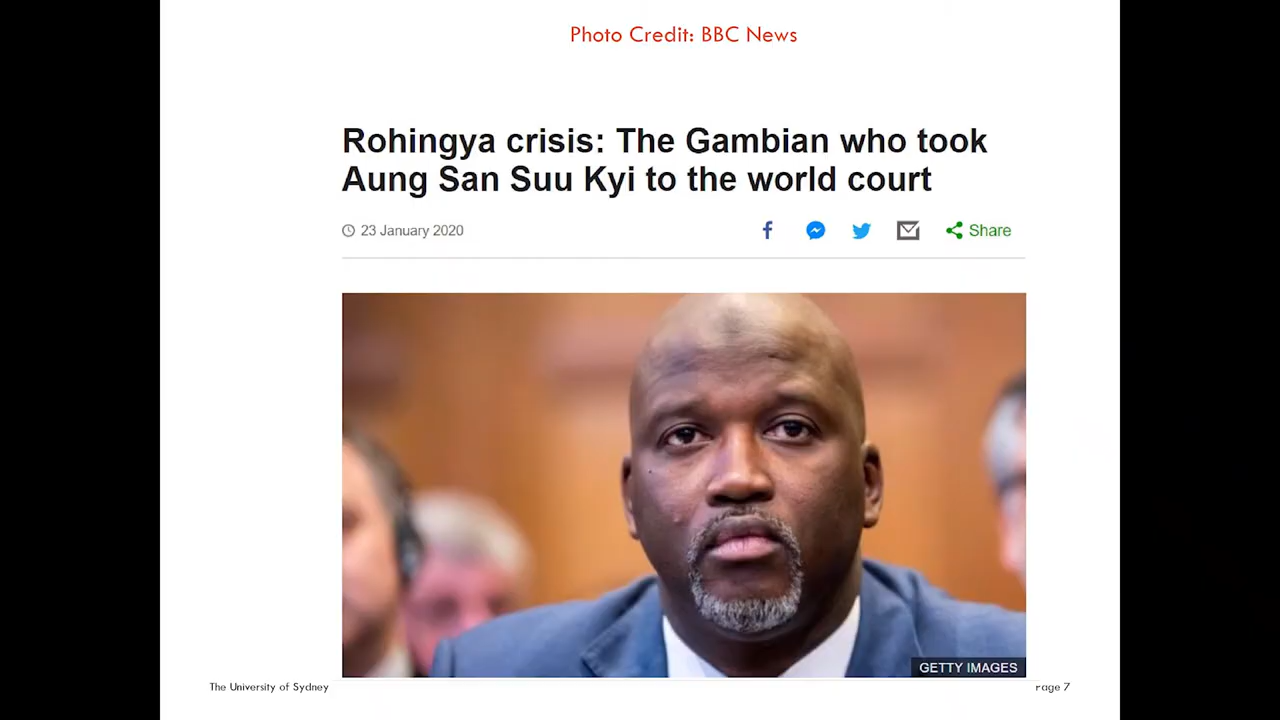 Photo Credit: BBC News
Rohingya crisis: The Gambian who took
Aung San Suu Kyi to the world court
23 January 2020
Share
GETTY IMAGES
The University of Sydney
Page 7